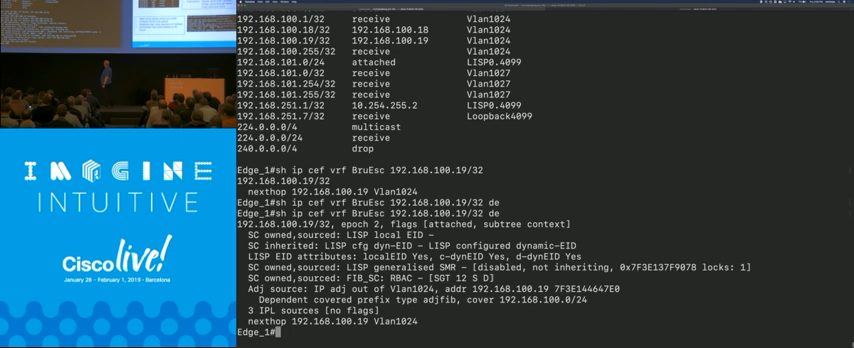 192.168.100.1/32 receive Vlan1024
192.168.100.18/32 192.168.100.18 Vlan1024
192.168.100.19/32 192.168.100.19 Vlan1024
192.168.100.255/32 receive Vlan1024
192.168.101.0/24 attached LISP0.4099
192.168.101.0/32 receive Vlan1027
192.168.101.254/32 receive Vlan1027
192.168.101.255/32 receive Vlan1027
192.168.251.1/32 10.254.255.2 LISP0.4099
192.168.251.7/32 receive Loopback4099
224.0.0.0/4 multicast
224.0.0.0/24 receive
240.0.0.0/4 drop
Edge_1#sh ip cef vrf BruEsc 192.168.100.19/32
192.168.100.19/32
nexthop 192.168.100.19 Vlan1024
Edge_1#sh ip cef vrf BruEsc 192.168.100.19/32 de
Edge_1#sh ip cef vrf BruEsc 192.168.100.19/32 de
192.168.100.19/32, epoch 2, flags [attached, subtree context]
SC owned,sourced: LISP local EID -
SC inherited: LISP cfg dyn-EID - LISP configured dynamic-EID
LISP EID attributes: localEID Yes, c-dynEID Yes, d-dynEID Yes
SC owned,sourced: LISP generalised SMR - [disabled, not inheriting, 0x7F3E137F9078 locks: 1]
SC owned,sourced: FIB_SC: RBAC - [SGT 12 S D]
Adj source: IP adj out of Vlan1024, addr 192.168.100.19 7F3E144647E0
Dependent covered prefix type adjfib, cover 192.168.100.0/24
3 IPL sources [no flags]
nexthop 192.168.100.19 Vlan1024
Edge_1#
IMAGINE
INTUITIVE
Cisco live!
January 28 - February 1, 2019 - Barcelona